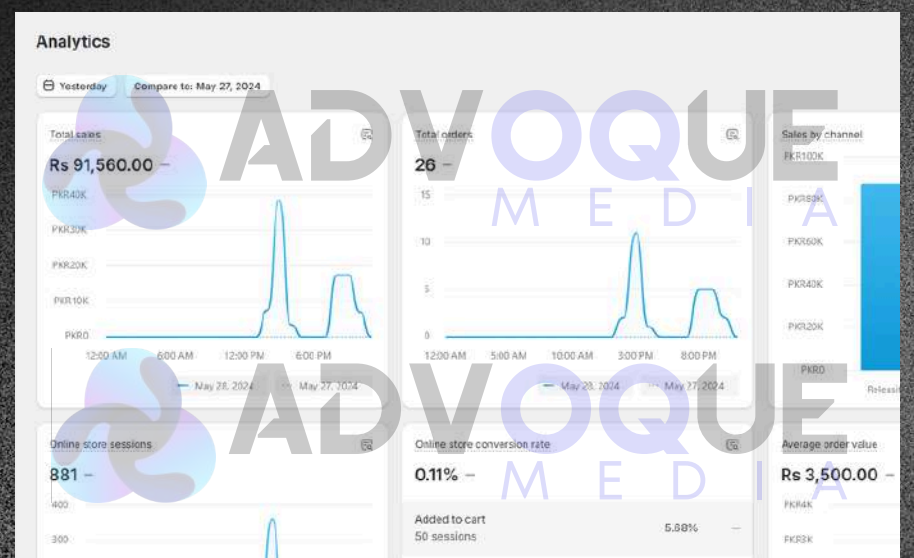 Analytics
Yesterday
Compare to: May 27, 2024
ADVOQUE
MEDIA
Total sales
Rs 91,560.00 –
PKR40K
PKR30K
PKR20K
PKR10K
PKR0
12:00 AM 6:00 AM 12:00 PM 6:00 PM
May 28, 2024 May 27, 2024
Total orders
26 –
15
10
5
0
12:00 AM 5:00 AM 10:00 AM 3:00 PM 8:00 PM
May 28, 2024 May 27, 2024
Sales by channel
PKR100K
PKR80K
PKR60K
PKR40K
PKR20K
PKR0
ADVOQUE
MEDIA
Online store sessions
881 –
400
300
Online store conversion rate
0.11% –
Added to cart
50 sessions
5.68% –
Average order value
Rs 3,500.00 –
PKR4K
PKR3K